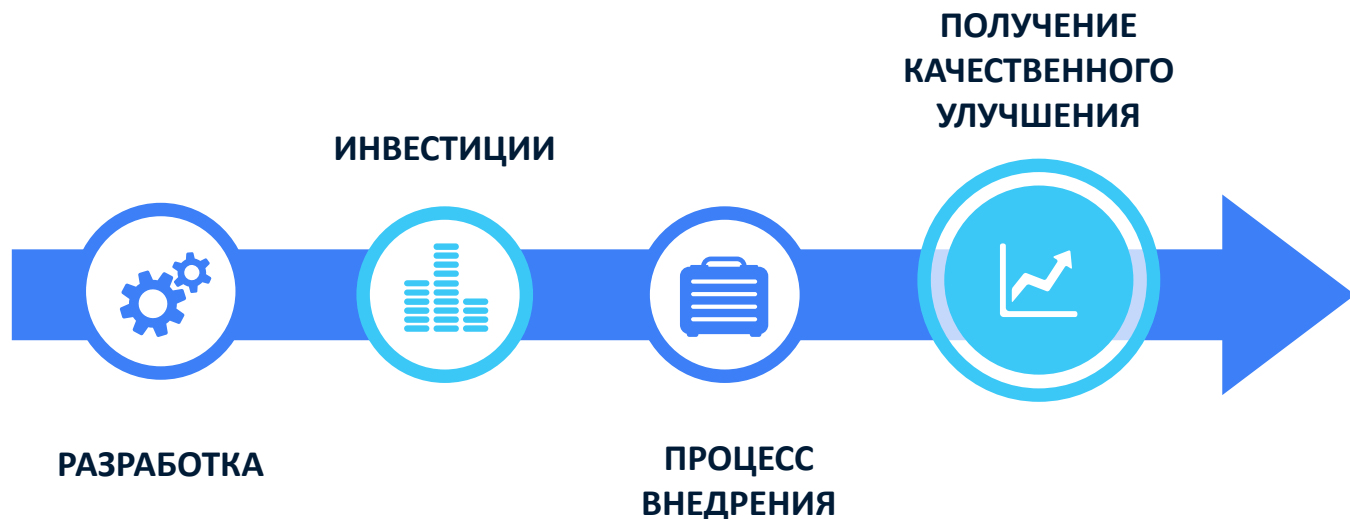 ПОЛУЧЕНИЕ
КАЧЕСТВЕННОГО
УЛУЧШЕНИЯ
ИНВЕСТИЦИИ
РАЗРАБОТКА
ПРОЦЕСС
ВНЕДРЕНИЯ